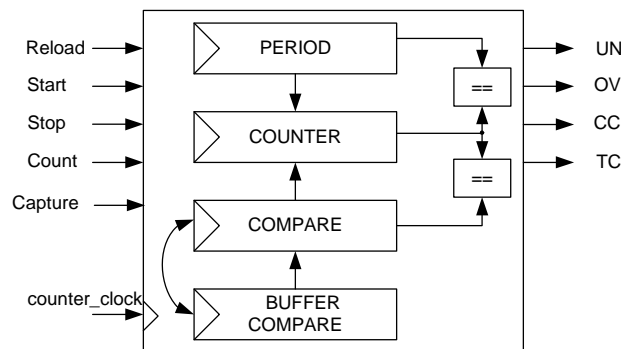 Reload
Start
Stop
Count
Capture
counter_clock
PERIOD
COUNTER
COMPARE
BUFFER
COMPARE
==
==
UN
OV
CC
TC